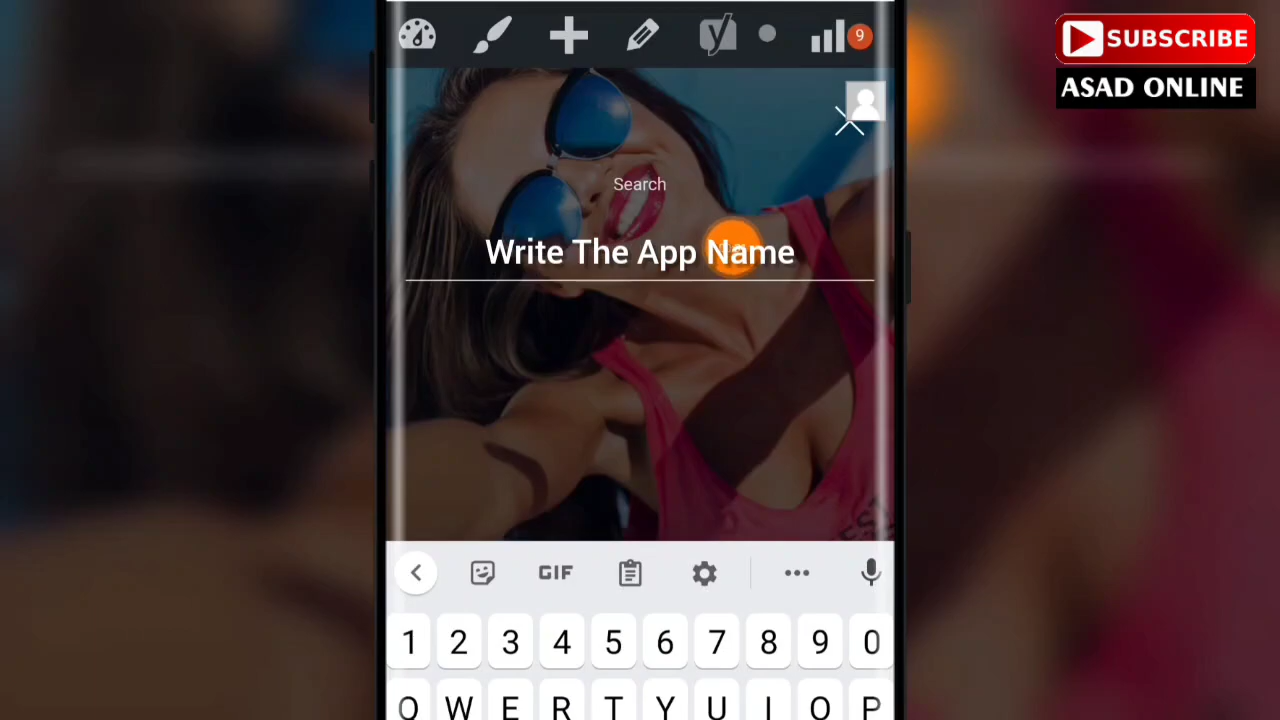 9
SUBSCRIBE
ASAD ONLINE
Search
Write The App Name
GIF
1 2 3 4 5 6 7 8 9 0
Q W E R T Y U I O P